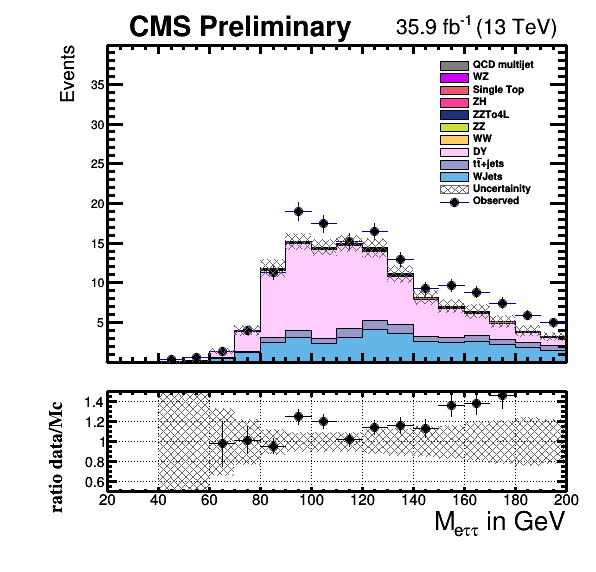 CMS Preliminary 35.9 fb⁻¹ (13 TeV)
Events
35
30
25
20
15
10
5
QCD multijet
WZ
Single Top
ZH
ZZTo4L
ZZ
WW
DY
tt̄+jets
WJets
Uncertainity
Observed
ratio data/Mc
1.4
1.2
1
0.8
0.6
20 40 60 80 100 120 140 160 180 200
M_eττ in GeV